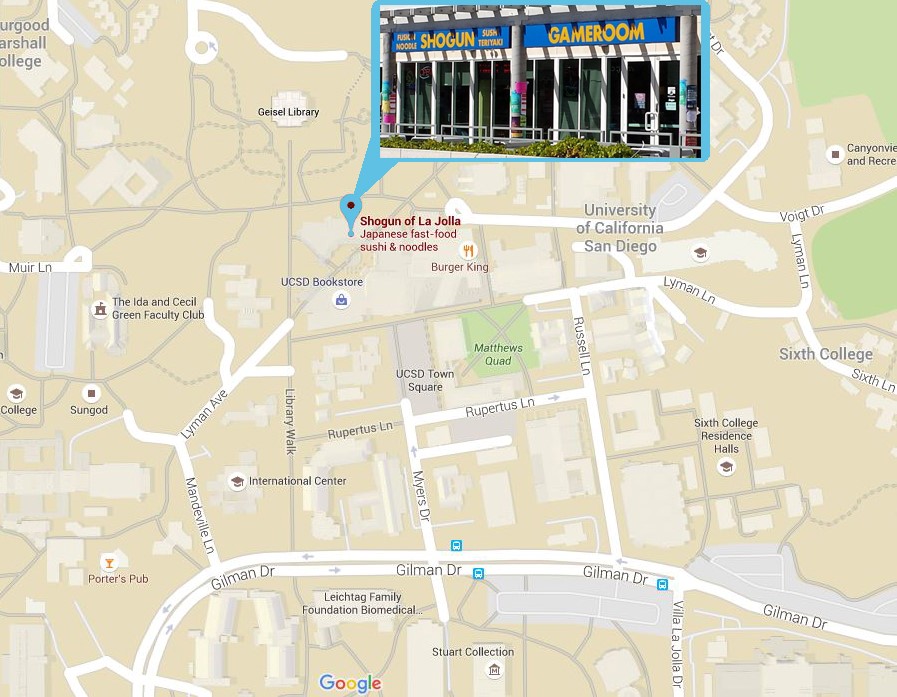 urgood
arshall
ollege
FUSION
NOODLE
SHOGUN
SUSHI
TERIYAKI
GAMEROOM
t Dr
Geisel Library
Canyonvie
and Recre
Shogun of La Jolla
Japanese fast-food
sushi & noodles
University
of California
San Diego
Voigt Dr
Lyman Ln
Muir Ln
Burger King
UCSD Bookstore
Lyman Ln
The Ida and Cecil
Green Faculty Club
Russell Ln
Matthews
Quad
Sixth College
UCSD Town
Square
Sixth Ln
College
Sungod
Lyman Ave
Library Walk
Rupertus Ln
Rupertus Ln
Sixth College
Residence
Halls
International Center
Myers Dr
Mandeville Ln
Porter's Pub
Gilman Dr
Gilman Dr
Gilman Dr
Gilman Dr
Leichtag Family
Foundation Biomedical...
Villa La Jolla Dr
Stuart Collection
Google